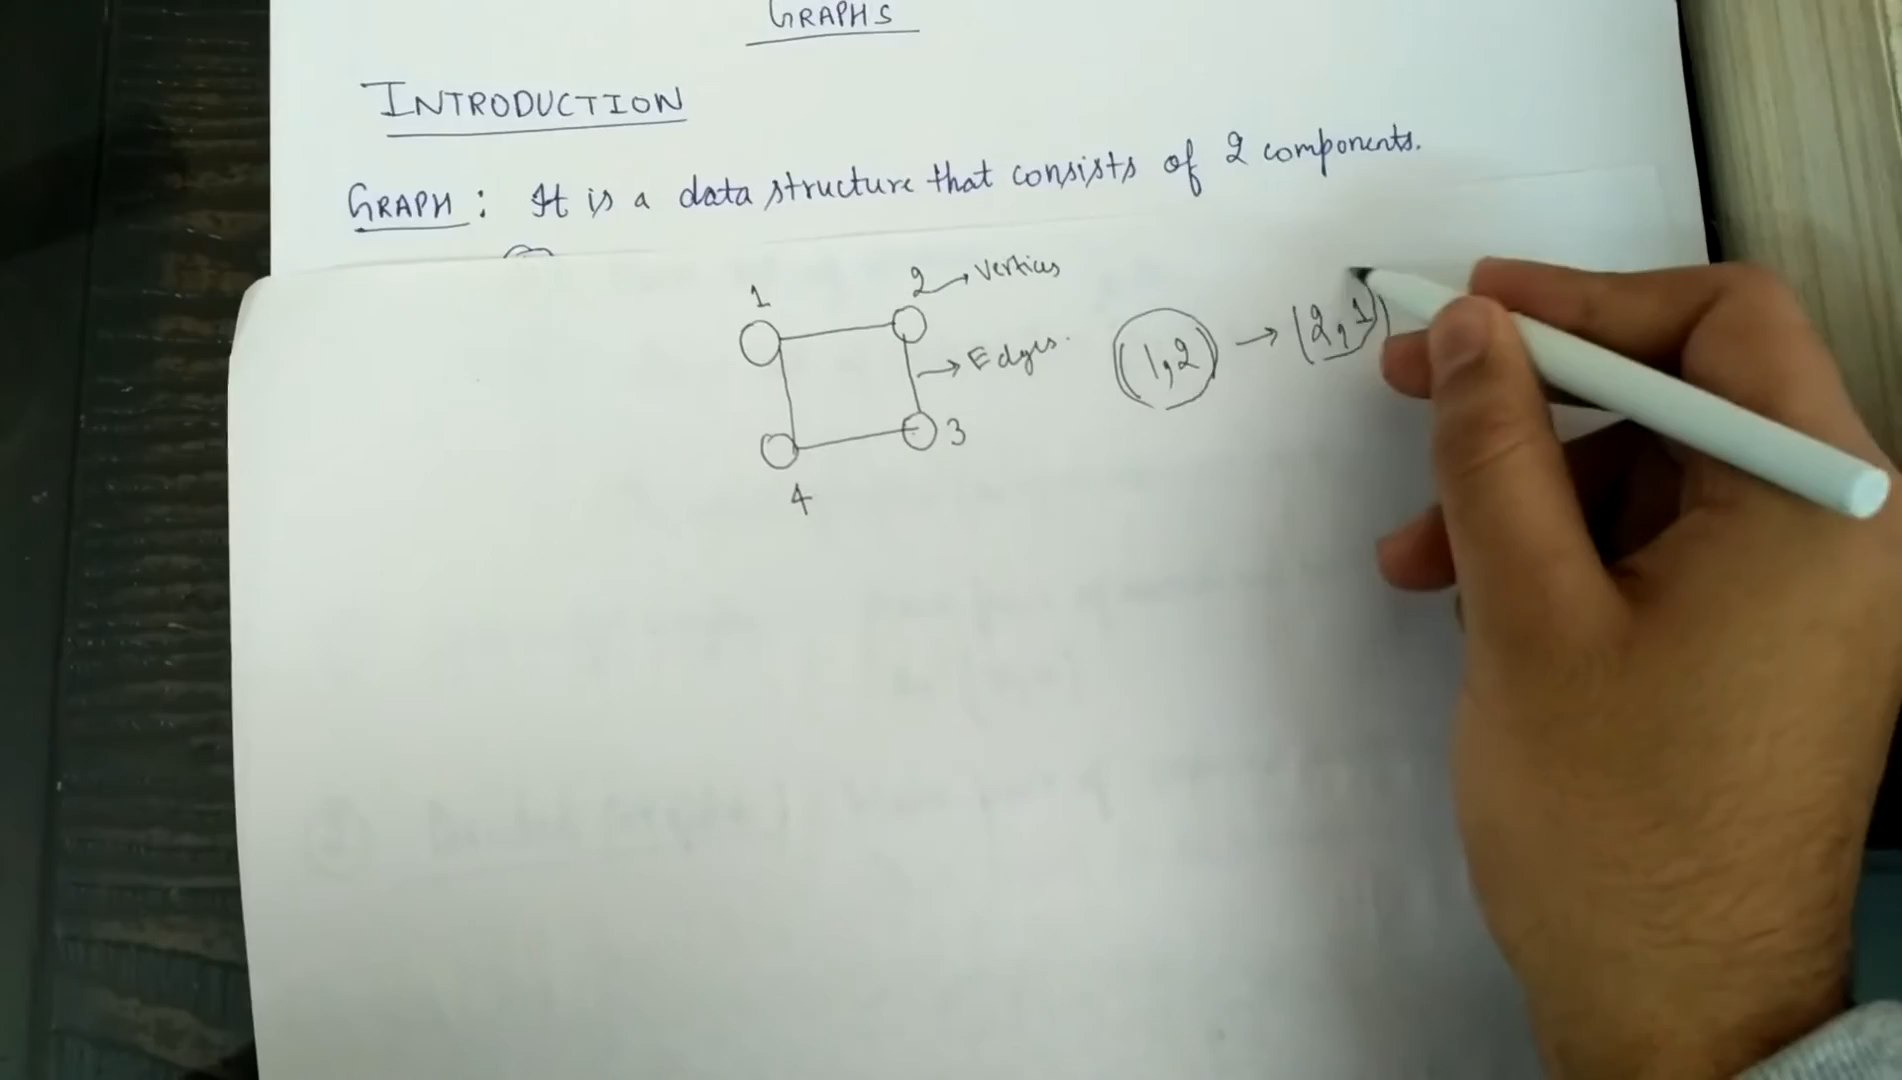 GRAPHS
INTRODUCTION
GRAPH : It is a data structure that consists of 2 components.
1
2 → Vertices
→ Edges.
(1,2) → (2,1)
3
4